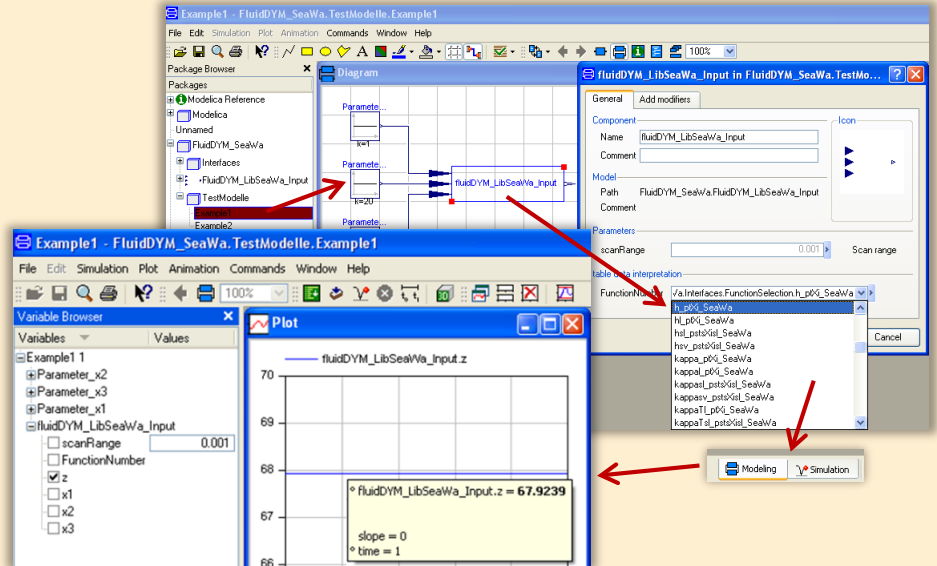 Example1 - FluidDYM_SeaWa.TestModelle.Example1
File Edit Simulation Plot Animation Commands Window Help
100%
Package Browser
Packages
Modelica Reference
Modelica
Unnamed
FluidDYM_SeaWa
Interfaces
FluidDYM_LibSeaWa_Input
TestModelle
Example1
Example2
Diagram
Paramete...
k=1
Paramete...
k=20
Paramete...
fluidDYM_LibSeaWa_Input
fluidDYM_LibSeaWa_Input in FluidDYM_SeaWa.TestMo...
General Add modifiers
Component
Icon
Name fluidDYM_LibSeaWa_Input
Comment
Model
Path FluidDYM_SeaWa.FluidDYM_LibSeaWa_Input
Comment
Parameters
scanRange 0.001 Scan range
table data interpretation
FunctionNumber /a.Interfaces.FunctionSelection.h_ptXi_SeaWa
h_ptXi_SeaWa
hl_ptXi_SeaWa
hsl_pstsXisl_SeaWa
hsv_pstsXisl_SeaWa
kappa_ptXi_SeaWa
kappal_ptXi_SeaWa
kappasl_pstsXisl_SeaWa
kappasv_pstsXisl_SeaWa
kappaTl_ptXi_SeaWa
kappaTsl_pstsXisl_SeaWa
Cancel
Modeling Simulation
Example1 - FluidDYM_SeaWa.TestModelle.Example1
File Edit Simulation Plot Animation Commands Window Help
100%
Variable Browser
Variables Values
Example1 1
Parameter_x2
Parameter_x3
Parameter_x1
fluidDYM_LibSeaWa_Input
scanRange 0.001
FunctionNumber
z
x1
x2
x3
Plot
fluidDYM_LibSeaWa_Input.z
70
69
68
67
66
fluidDYM_LibSeaWa_Input.z = 67.9239
slope = 0
time = 1